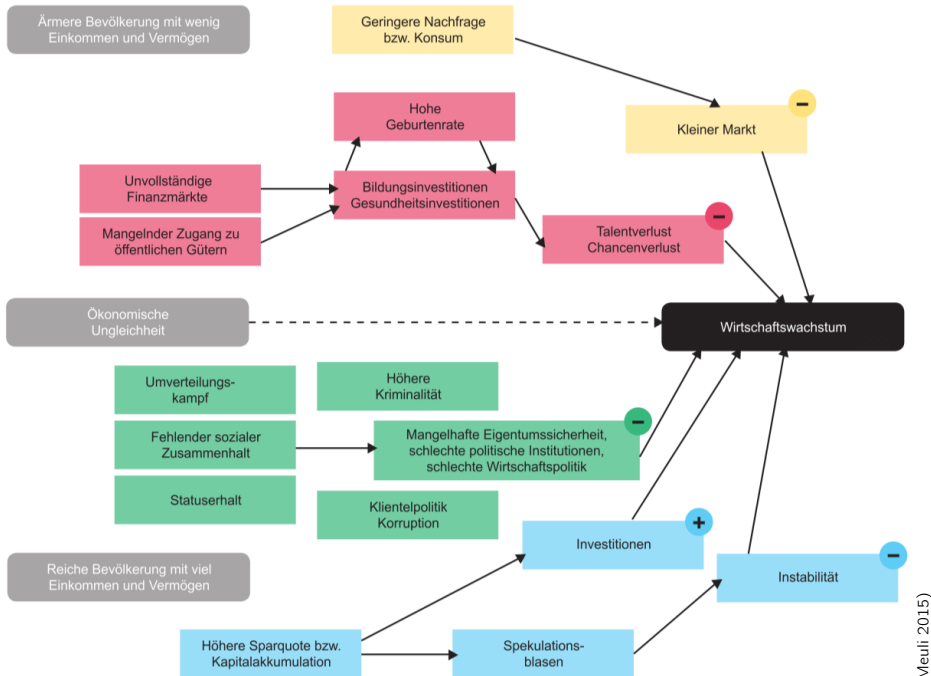 Ärmere Bevölkerung mit wenig
Einkommen und Vermögen
Geringere Nachfrage
bzw. Konsum
–
Kleiner Markt
Hohe
Geburtenrate
Unvollständige
Finanzmärkte
Bildungsinvestitionen
Gesundheitsinvestitionen
Mangelnder Zugang zu
öffentlichen Gütern
–
Talentverlust
Chancenverlust
Ökonomische
Ungleichheit
Wirtschaftswachstum
Umverteilungs-
kampf
Höhere
Kriminalität
Fehlender sozialer
Zusammenhalt
–
Mangelhafte Eigentumssicherheit,
schlechte politische Institutionen,
schlechte Wirtschaftspolitik
Statuserhalt
Klientelpolitik
Korruption
+
Investitionen
–
Instabilität
Reiche Bevölkerung mit viel
Einkommen und Vermögen
Höhere Sparquote bzw.
Kapitalakkumulation
Spekulations-
blasen
Meuli 2015)